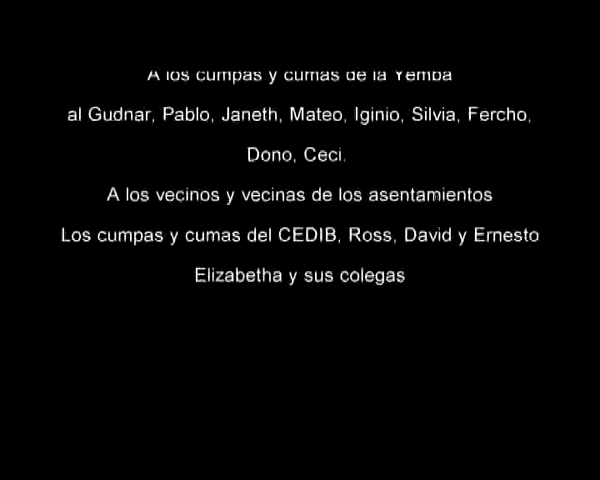 A los cumpas y cumas de la Yemba
al Gudnar, Pablo, Janeth, Mateo, Iginio, Silvia, Fercho,
Dono, Ceci.
A los vecinos y vecinas de los asentamientos
Los cumpas y cumas del CEDIB, Ross, David y Ernesto
Elizabetha y sus colegas